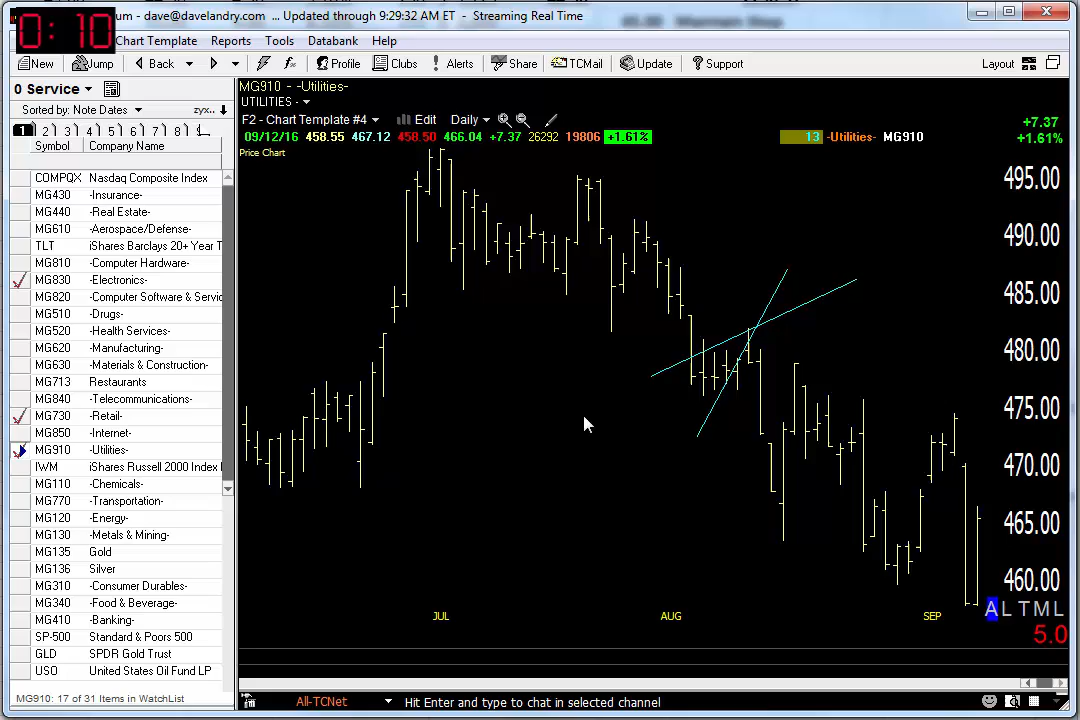 0:10
um - dave@davelandry.com ... Updated through 9:29:32 AM ET - Streaming Real Time
Chart Template Reports Tools Databank Help
New Jump Back Profile Clubs Alerts Share TCMail Update Support Layout
0 Service
Sorted by: Note Dates zyx..
1 2 3 4 5 6 7 8
Symbol Company Name
COMPQX Nasdaq Composite Index
MG430 -Insurance-
MG440 -Real Estate-
MG610 -Aerospace/Defense-
TLT iShares Barclays 20+ Year T
MG810 -Computer Hardware-
MG830 -Electronics-
MG820 -Computer Software & Servic
MG510 -Drugs-
MG520 -Health Services-
MG620 -Manufacturing-
MG630 -Materials & Construction-
MG713 Restaurants
MG840 -Telecommunications-
MG730 -Retail-
MG850 -Internet-
MG910 -Utilities-
IWM iShares Russell 2000 Index
MG110 -Chemicals-
MG770 -Transportation-
MG120 -Energy-
MG130 -Metals & Mining-
MG135 Gold
MG136 Silver
MG310 -Consumer Durables-
MG340 -Food & Beverage-
MG410 -Banking-
SP-500 Standard & Poors 500
GLD SPDR Gold Trust
USO United States Oil Fund LP
MG910: 17 of 31 Items in WatchList
MG910 - -Utilities-
UTILITIES -
F2 - Chart Template #4 Edit Daily
09/12/16 458.55 467.12 458.50 466.04 +7.37 26292 19806 +1.61% 13 -Utilities- MG910
+7.37
+1.61%
Price Chart
495.00
490.00
485.00
480.00
475.00
470.00
465.00
460.00
JUL AUG SEP
A L T M L
5.0
All-TCNet Hit Enter and type to chat in selected channel